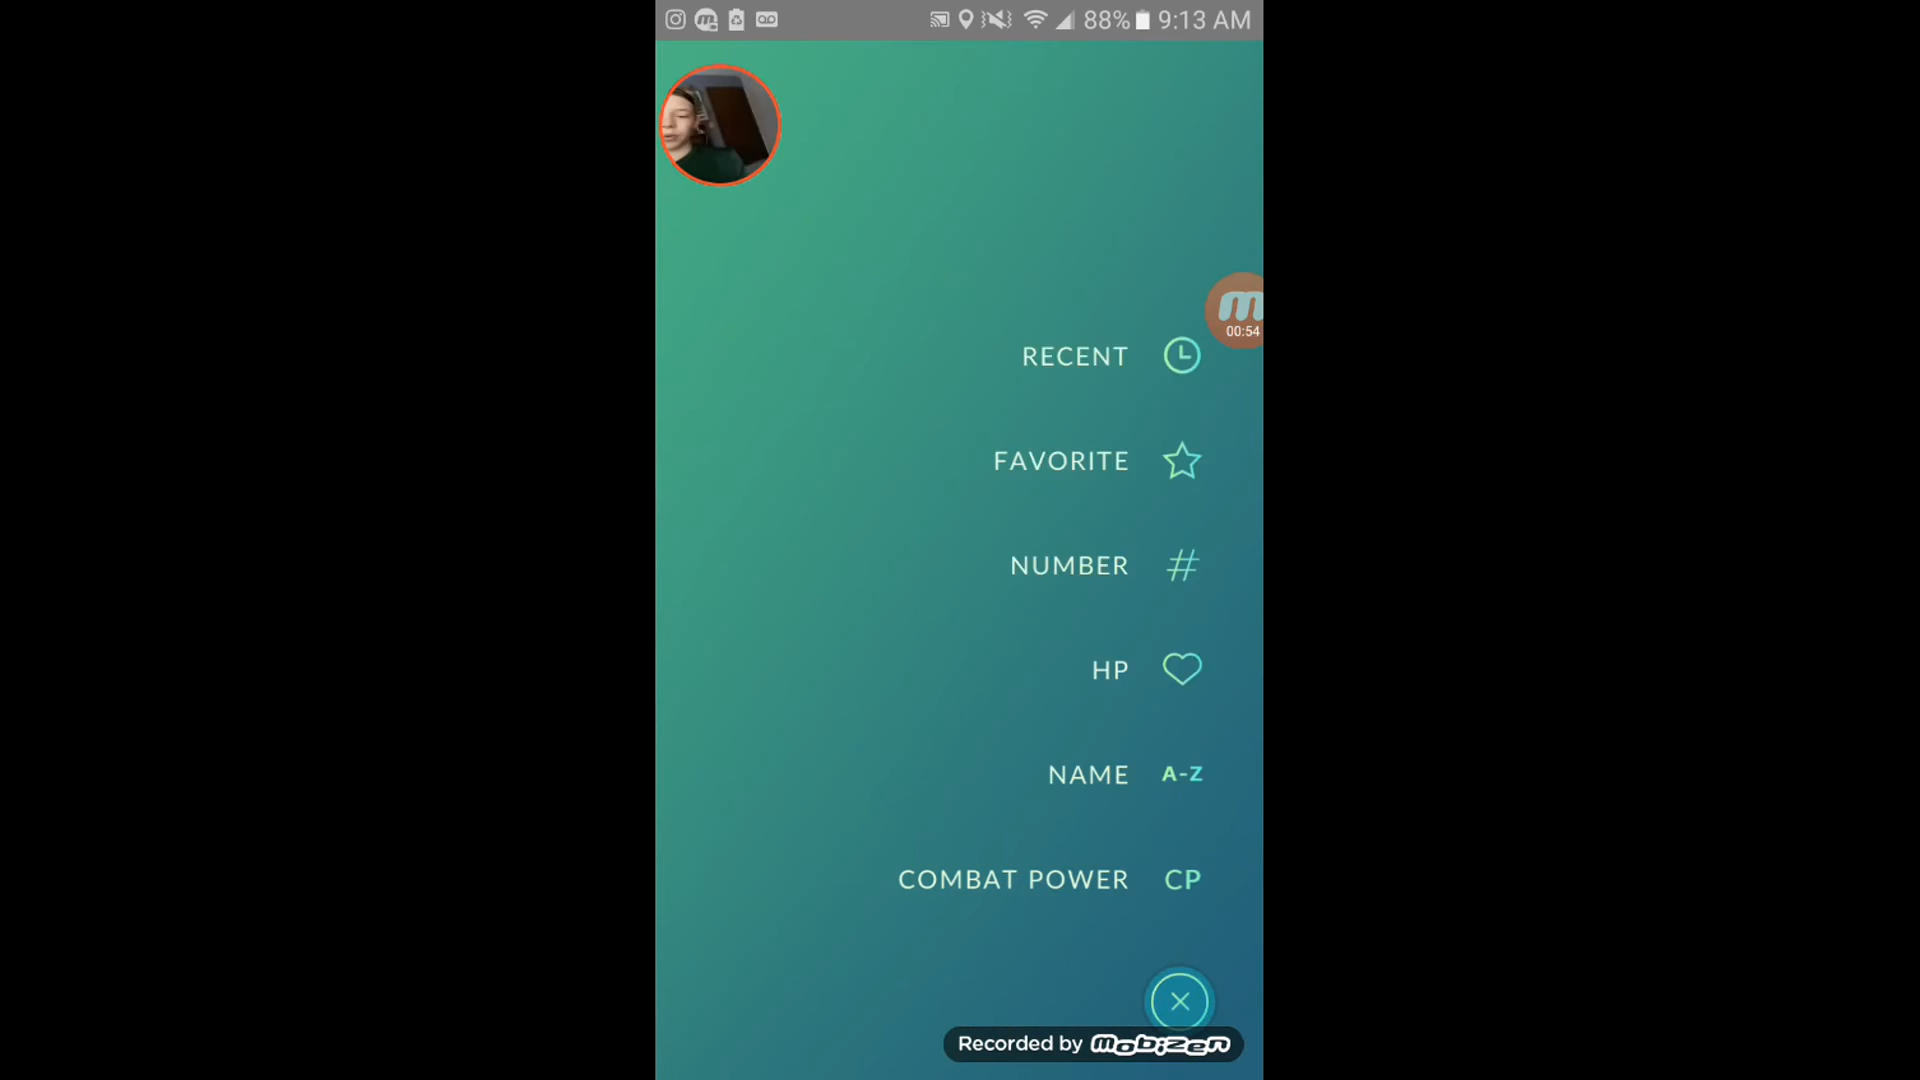 88% 9:13 AM
00:54
RECENT
FAVORITE
NUMBER #
HP
NAME A-Z
COMBAT POWER CP
Recorded by mobizen